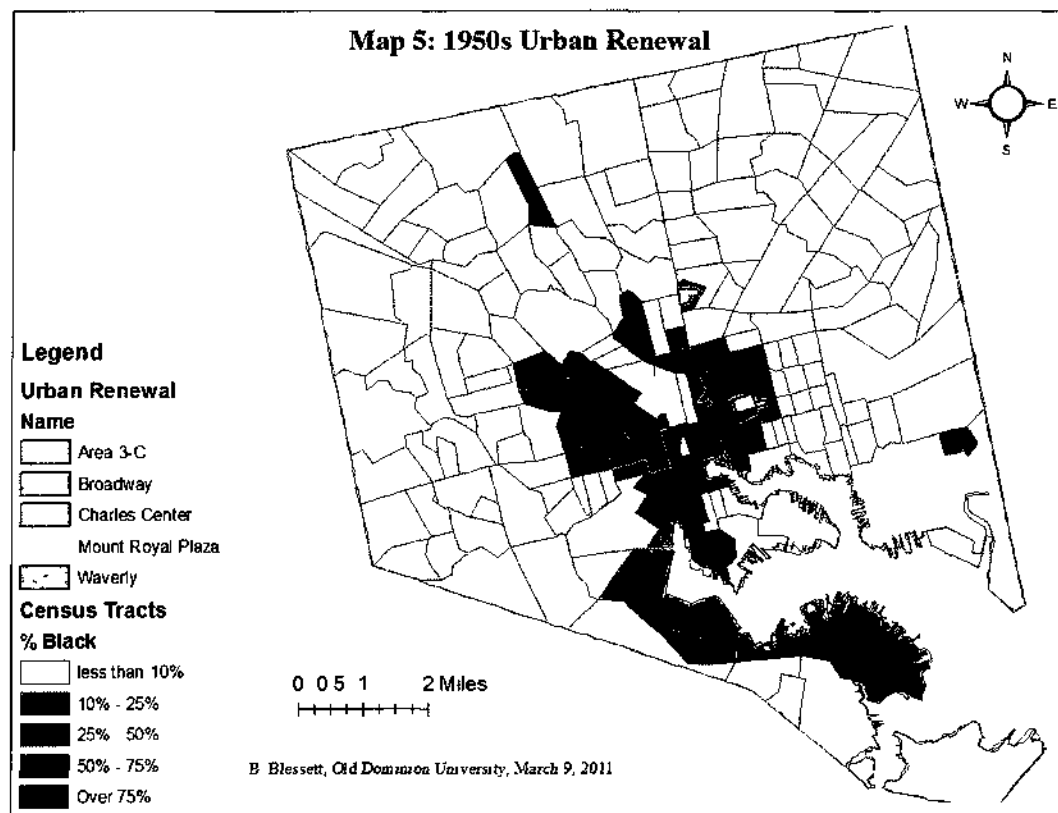 Map 5: 1950s Urban Renewal
N
W E
S
Legend
Urban Renewal
Name
Area 3-C
Broadway
Charles Center
Mount Royal Plaza
Waverly
Census Tracts
% Black
less than 10%
10% - 25%
25% 50%
50% - 75%
Over 75%
0 05 1 2 Miles
B Blessett, Old Dominion University, March 9, 2011